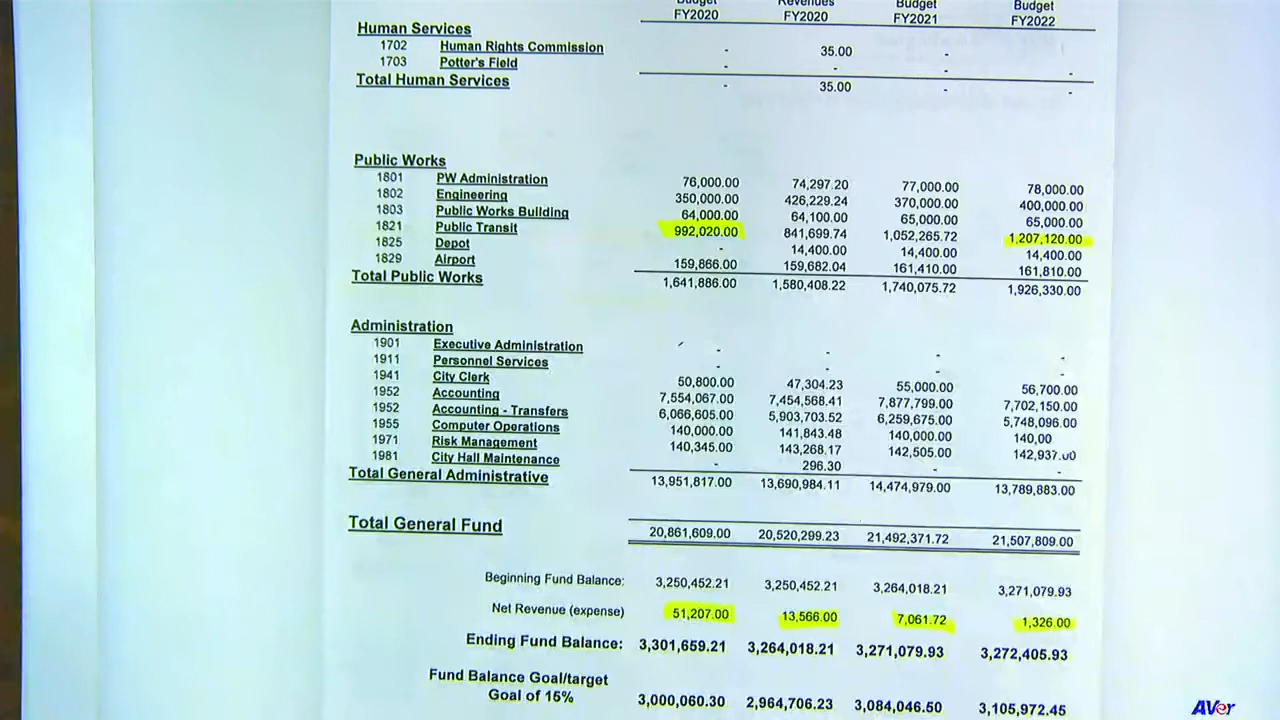 Budget Revenues Budget Budget
FY2020 FY2020 FY2021 FY2022
Human Services
1702 Human Rights Commission - 35.00 -
1703 Potter's Field - - - -
Total Human Services - 35.00 - -
Public Works
1801 PW Administration 76,000.00 74,297.20 77,000.00 78,000.00
1802 Engineering 350,000.00 426,229.24 370,000.00 400,000.00
1803 Public Works Building 64,000.00 64,100.00 65,000.00 65,000.00
1821 Public Transit 992,020.00 841,699.74 1,052,265.72 1,207,120.00
1825 Depot - 14,400.00 14,400.00 14,400.00
1829 Airport 159,866.00 159,682.04 161,410.00 161,810.00
Total Public Works 1,641,886.00 1,580,408.22 1,740,075.72 1,926,330.00
Administration
1901 Executive Administration - - - -
1911 Personnel Services - - - -
1941 City Clerk 50,800.00 47,304.23 55,000.00 56,700.00
1952 Accounting 7,554,067.00 7,454,568.41 7,877,799.00 7,702,150.00
1952 Accounting - Transfers 6,066,605.00 5,903,703.52 6,259,675.00 5,748,096.00
1955 Computer Operations 140,000.00 141,843.48 140,000.00 140,00
1971 Risk Management 140,345.00 143,268.17 142,505.00 142,937.00
1981 City Hall Maintenance - 296.30 - -
Total General Administrative 13,951,817.00 13,690,984.11 14,474,979.00 13,789,883.00
Total General Fund 20,861,609.00 20,520,299.23 21,492,371.72 21,507,809.00
Beginning Fund Balance: 3,250,452.21 3,250,452.21 3,264,018.21 3,271,079.93
Net Revenue (expense) 51,207.00 13,566.00 7,061.72 1,326.00
Ending Fund Balance: 3,301,659.21 3,264,018.21 3,271,079.93 3,272,405.93
Fund Balance Goal/target
Goal of 15% 3,000,060.30 2,964,706.23 3,084,046.50 3,105,972.45
AVer